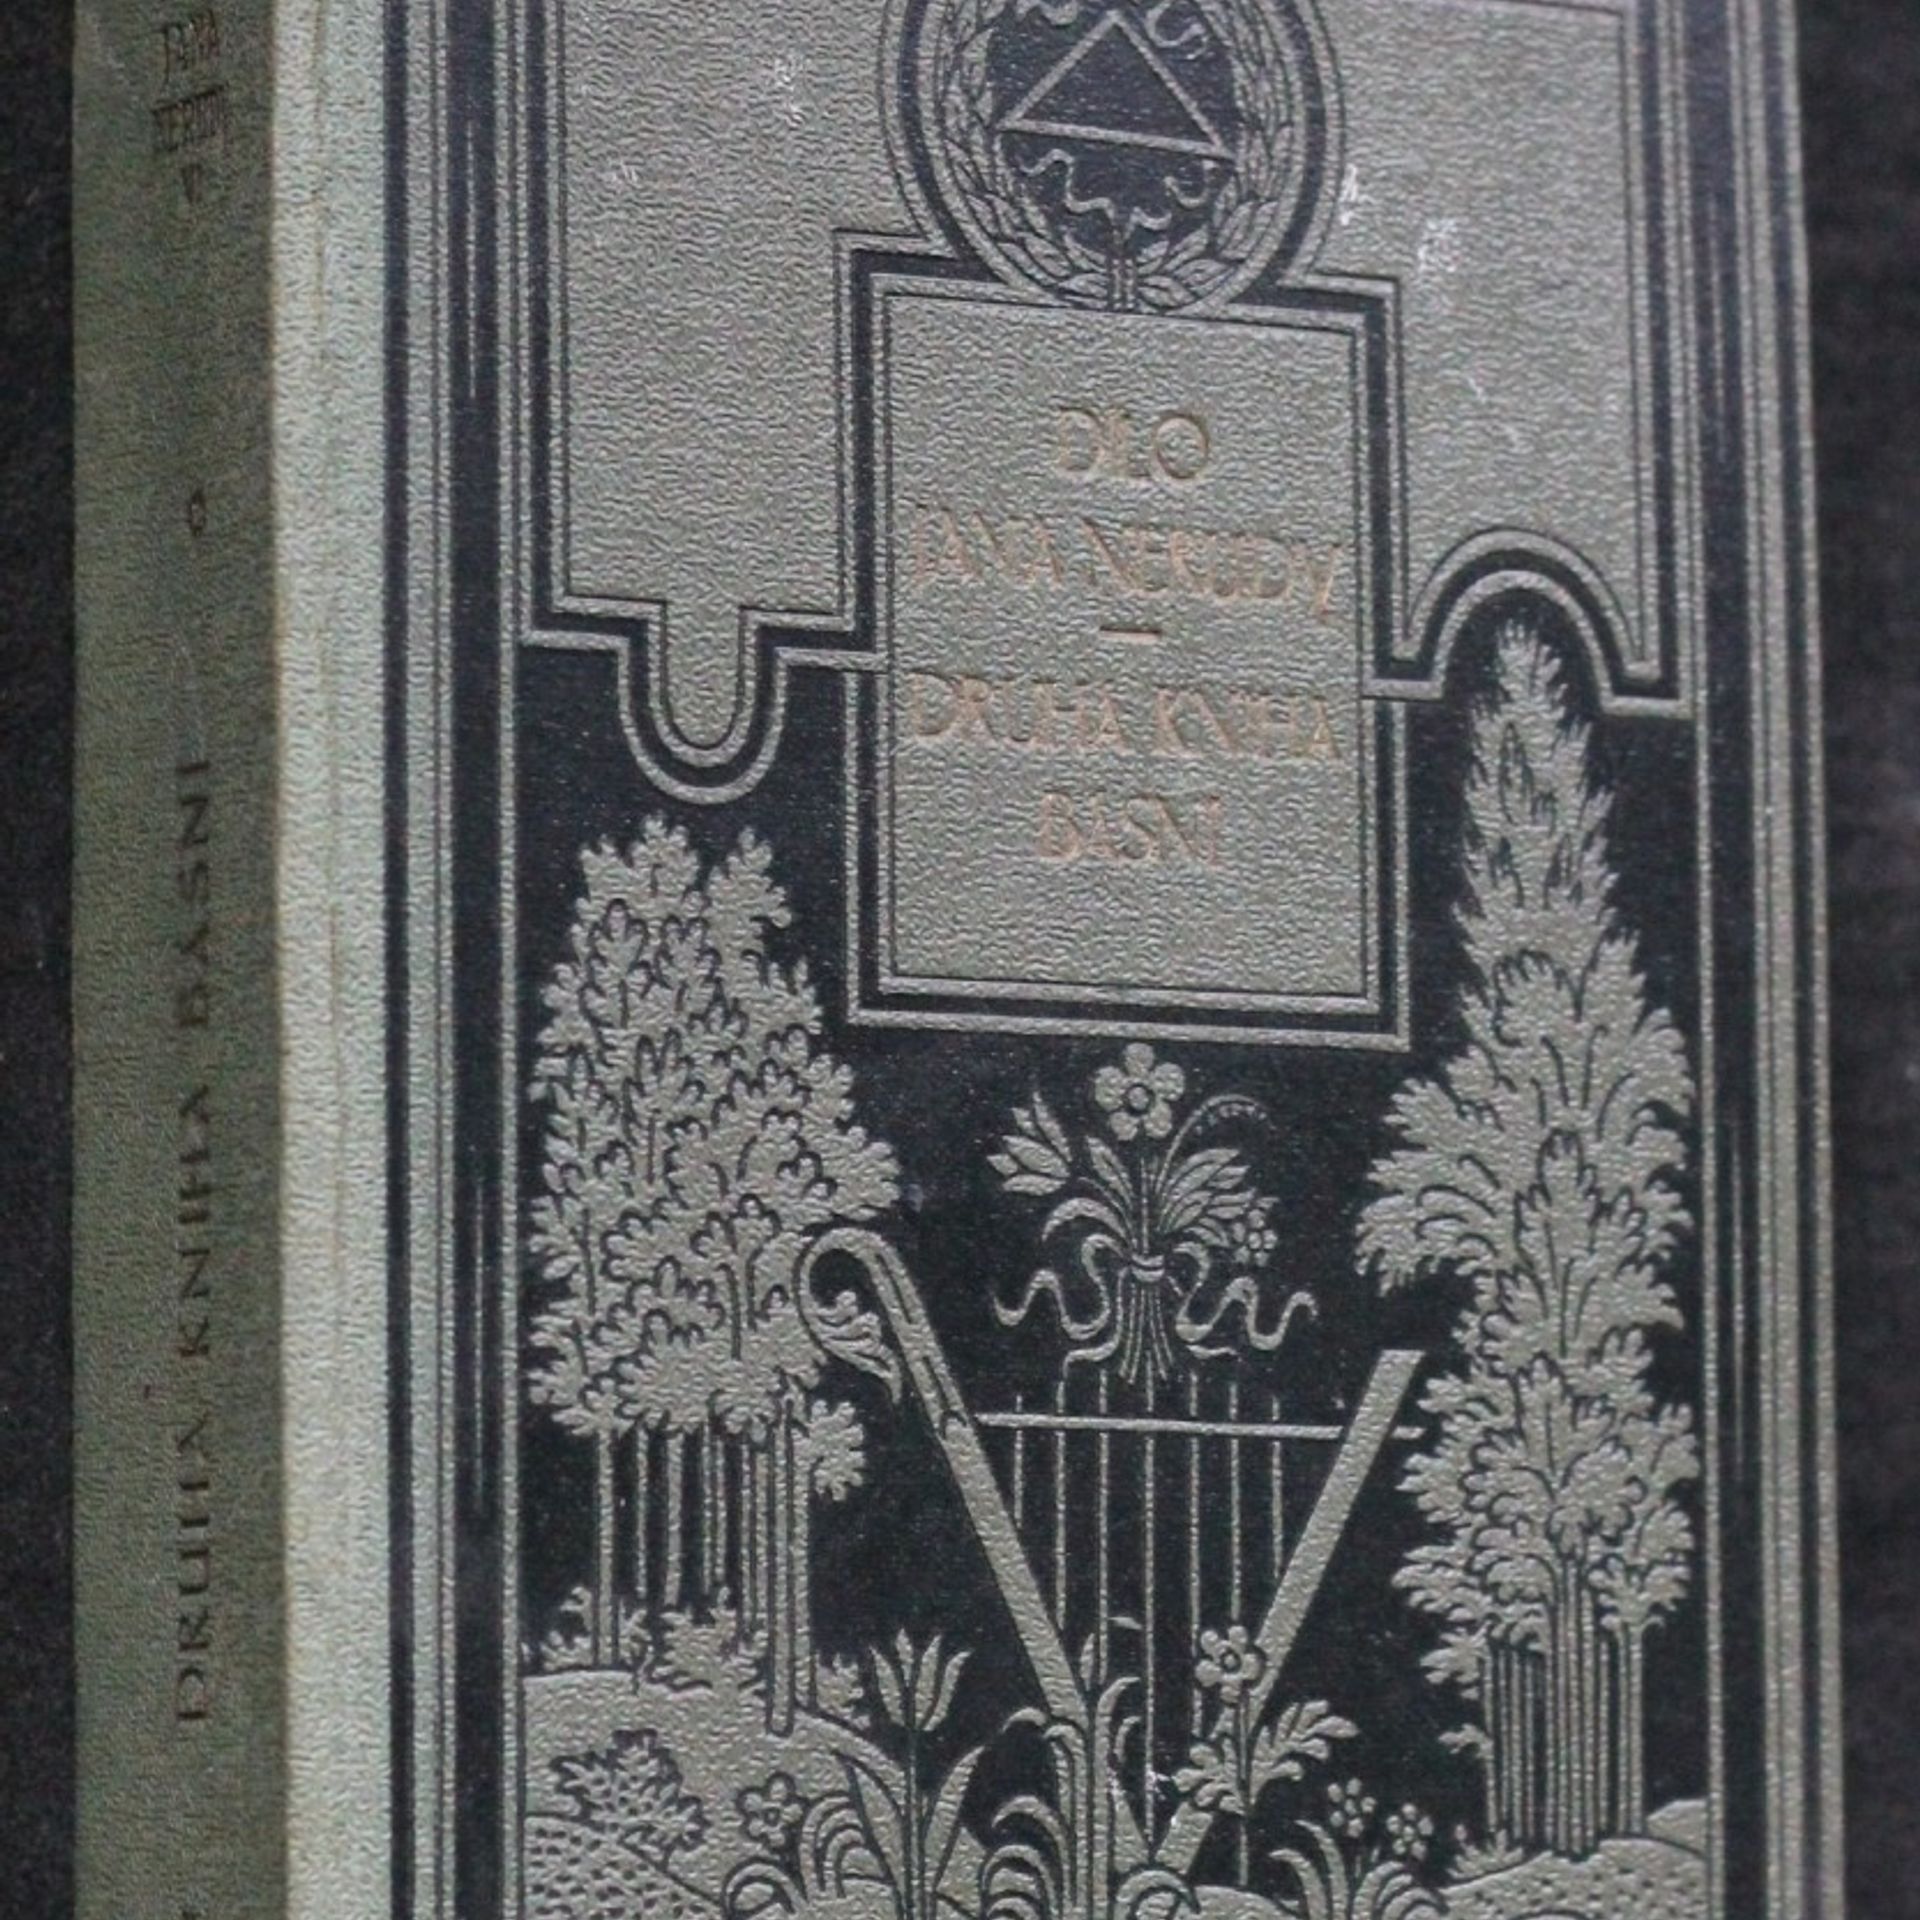 DÍLO
JANA NERUDY
—
DRUHÁ KNIHA
BÁSNÍ
DRUHÁ KNIHA BÁSNÍ